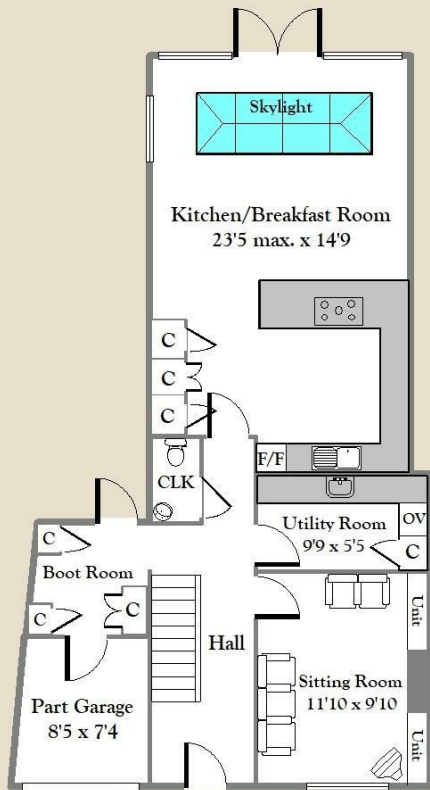 Skylight
Kitchen/Breakfast Room
23'5 max. x 14'9
C
C
C
F/F
CLK
OV
Utility Room
9'9 x 5'5
C
C
Boot Room
C
C
Unit
Hall
Sitting Room
11'10 x 9'10
Part Garage
8'5 x 7'4
Unit